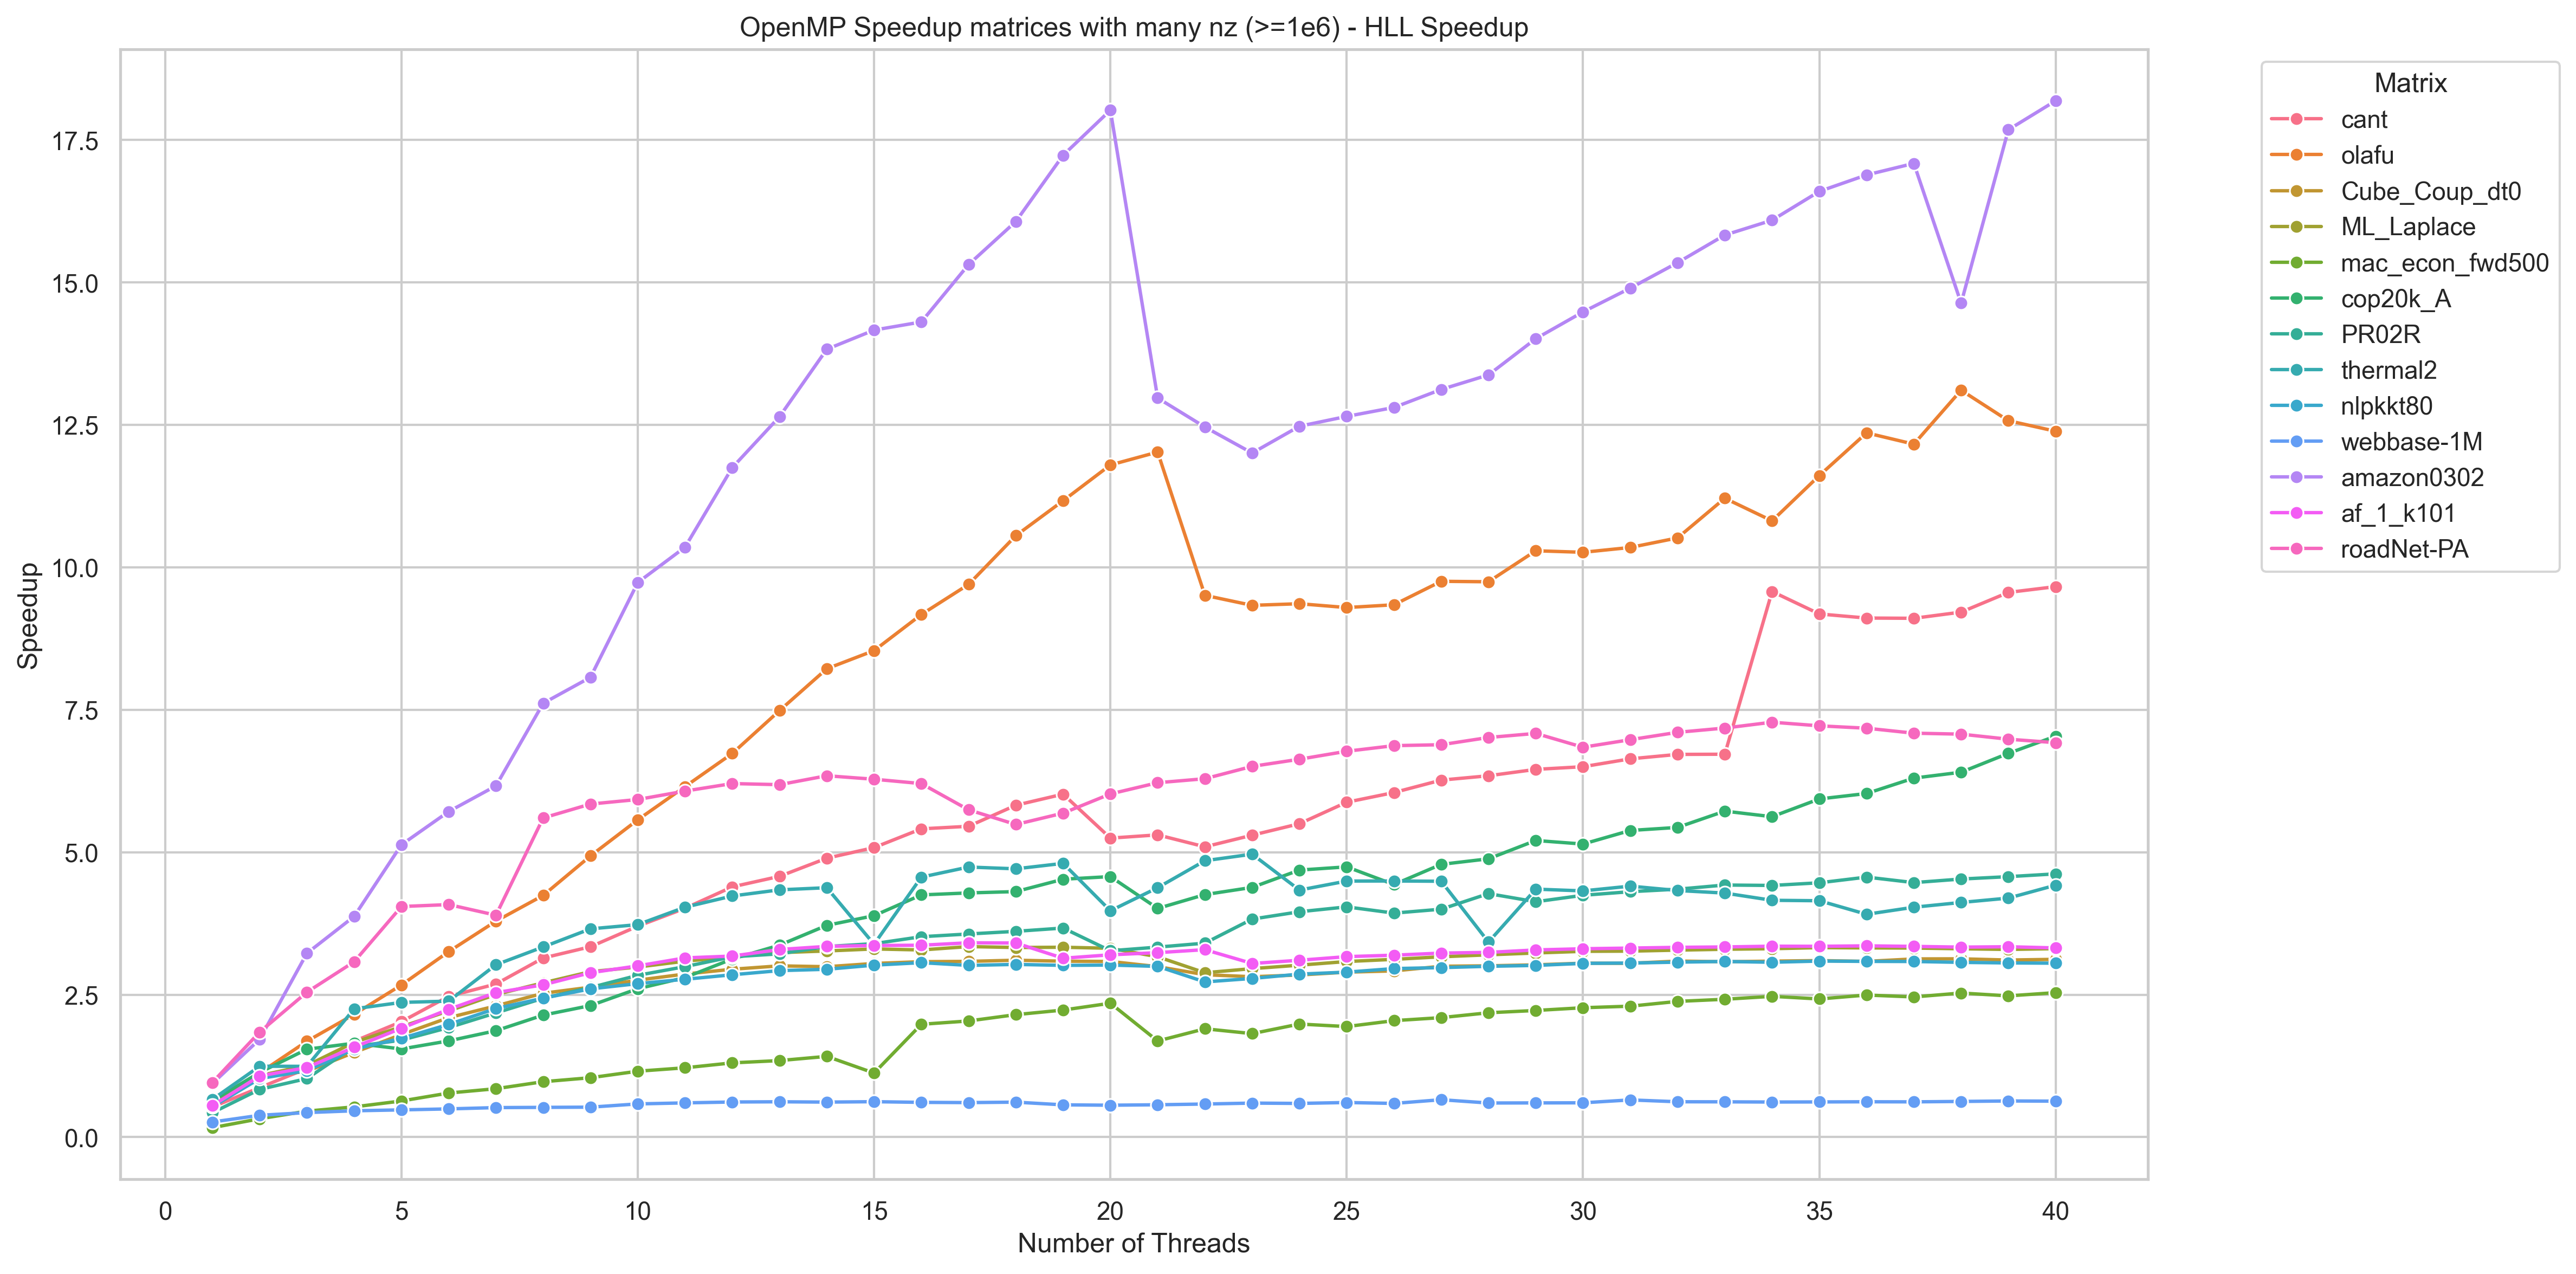 OpenMP Speedup matrices with many nz (>=1e6) - HLL Speedup
Matrix
cant
olafu
Cube_Coup_dt0
ML_Laplace
mac_econ_fwd500
cop20k_A
PR02R
thermal2
nlpkkt80
webbase-1M
amazon0302
af_1_k101
roadNet-PA
Speedup
17.5
15.0
12.5
10.0
7.5
5.0
2.5
0.0
0 5 10 15 20 25 30 35 40
Number of Threads